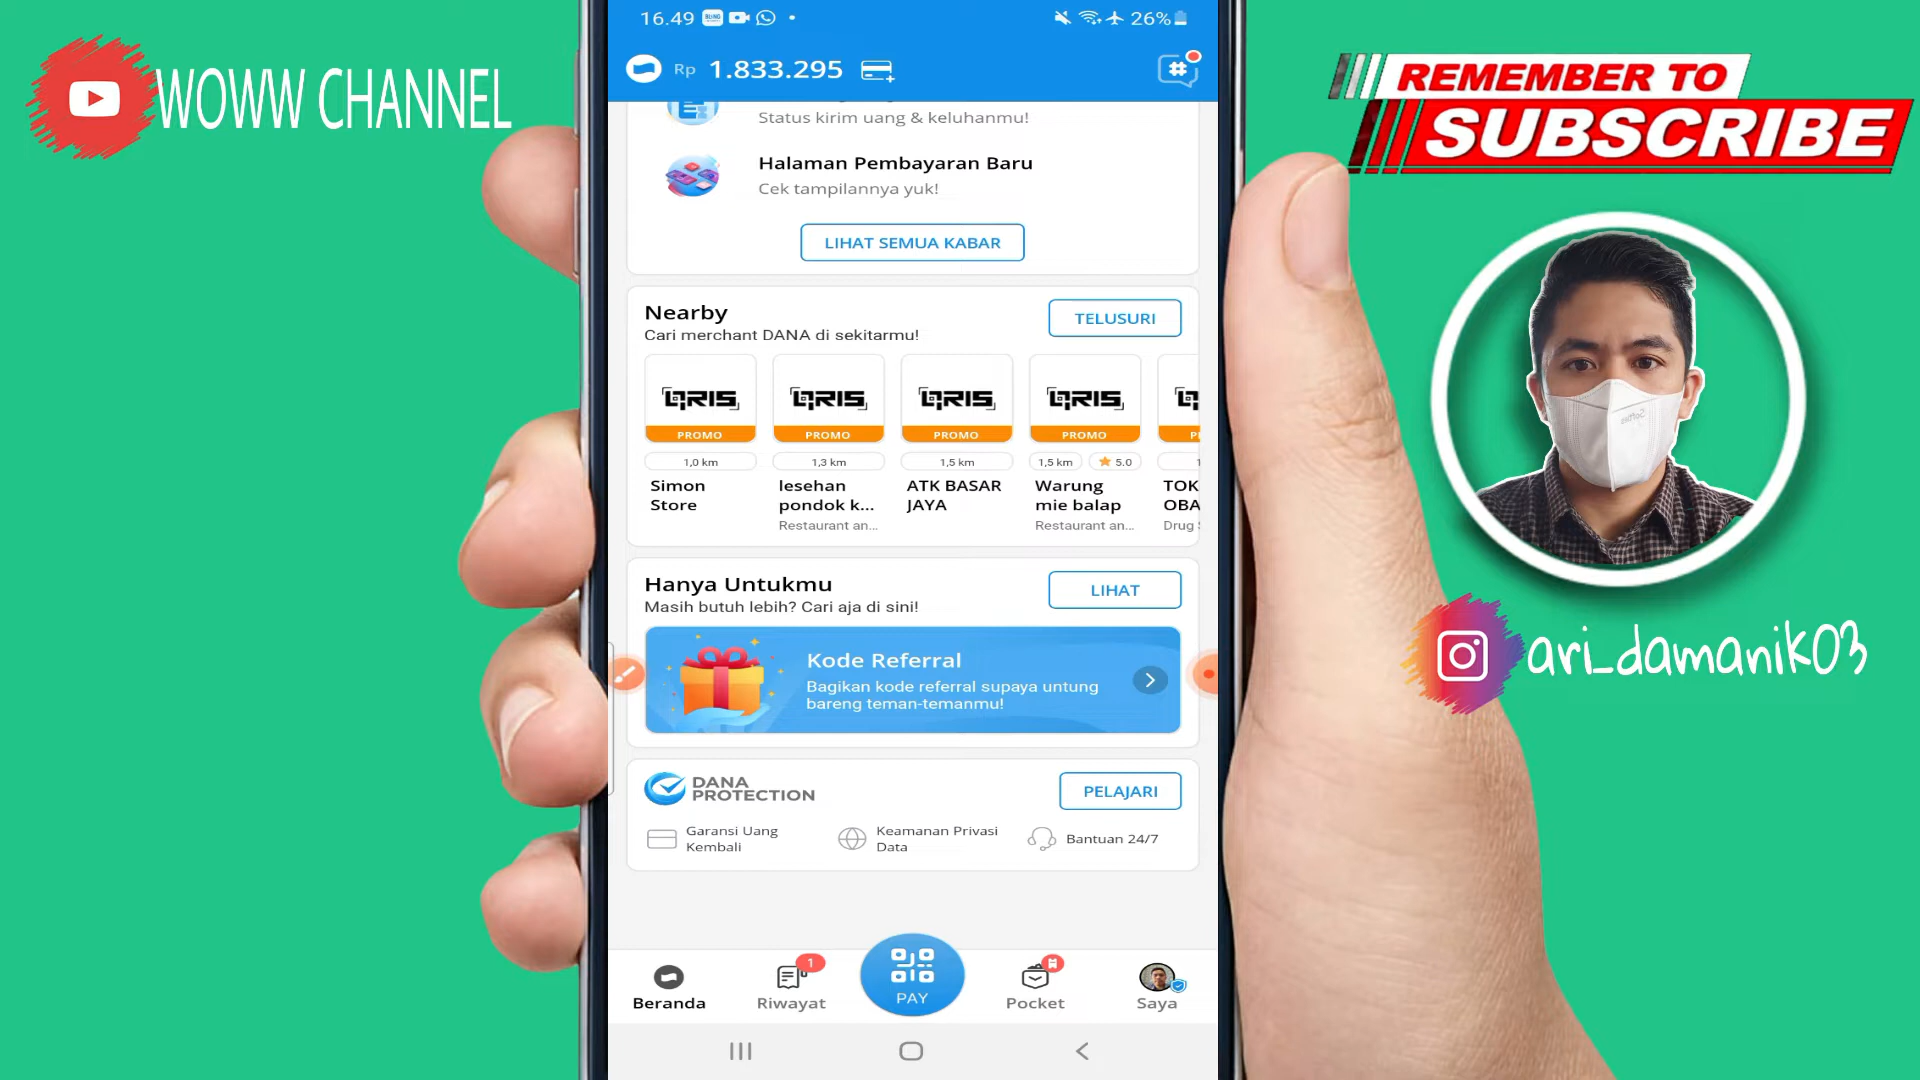 WOWW CHANNEL
REMEMBER TO
SUBSCRIBE
ari_damanik03
16.49
26%
Rp 1.833.295
Status kirim uang & keluhanmu!
Halaman Pembayaran Baru
Cek tampilannya yuk!
LIHAT SEMUA KABAR
Nearby
Cari merchant DANA di sekitarmu!
TELUSURI
QRIS QRIS QRIS QRIS
PROMO PROMO PROMO PROMO
1,0 km 1,3 km 1,5 km 1,5 km 5.0
Simon
Store
lesehan
pondok k...
Restaurant an...
ATK BASAR
JAYA
Warung
mie balap
Restaurant an...
TOK
OBA
Drug
Hanya Untukmu
Masih butuh lebih? Cari aja di sini!
LIHAT
Kode Referral
Bagikan kode referral supaya untung
bareng teman-temanmu!
DANA
PROTECTION
PELAJARI
Garansi Uang
Kembali
Keamanan Privasi
Data
Bantuan 24/7
1
Beranda Riwayat PAY Pocket Saya